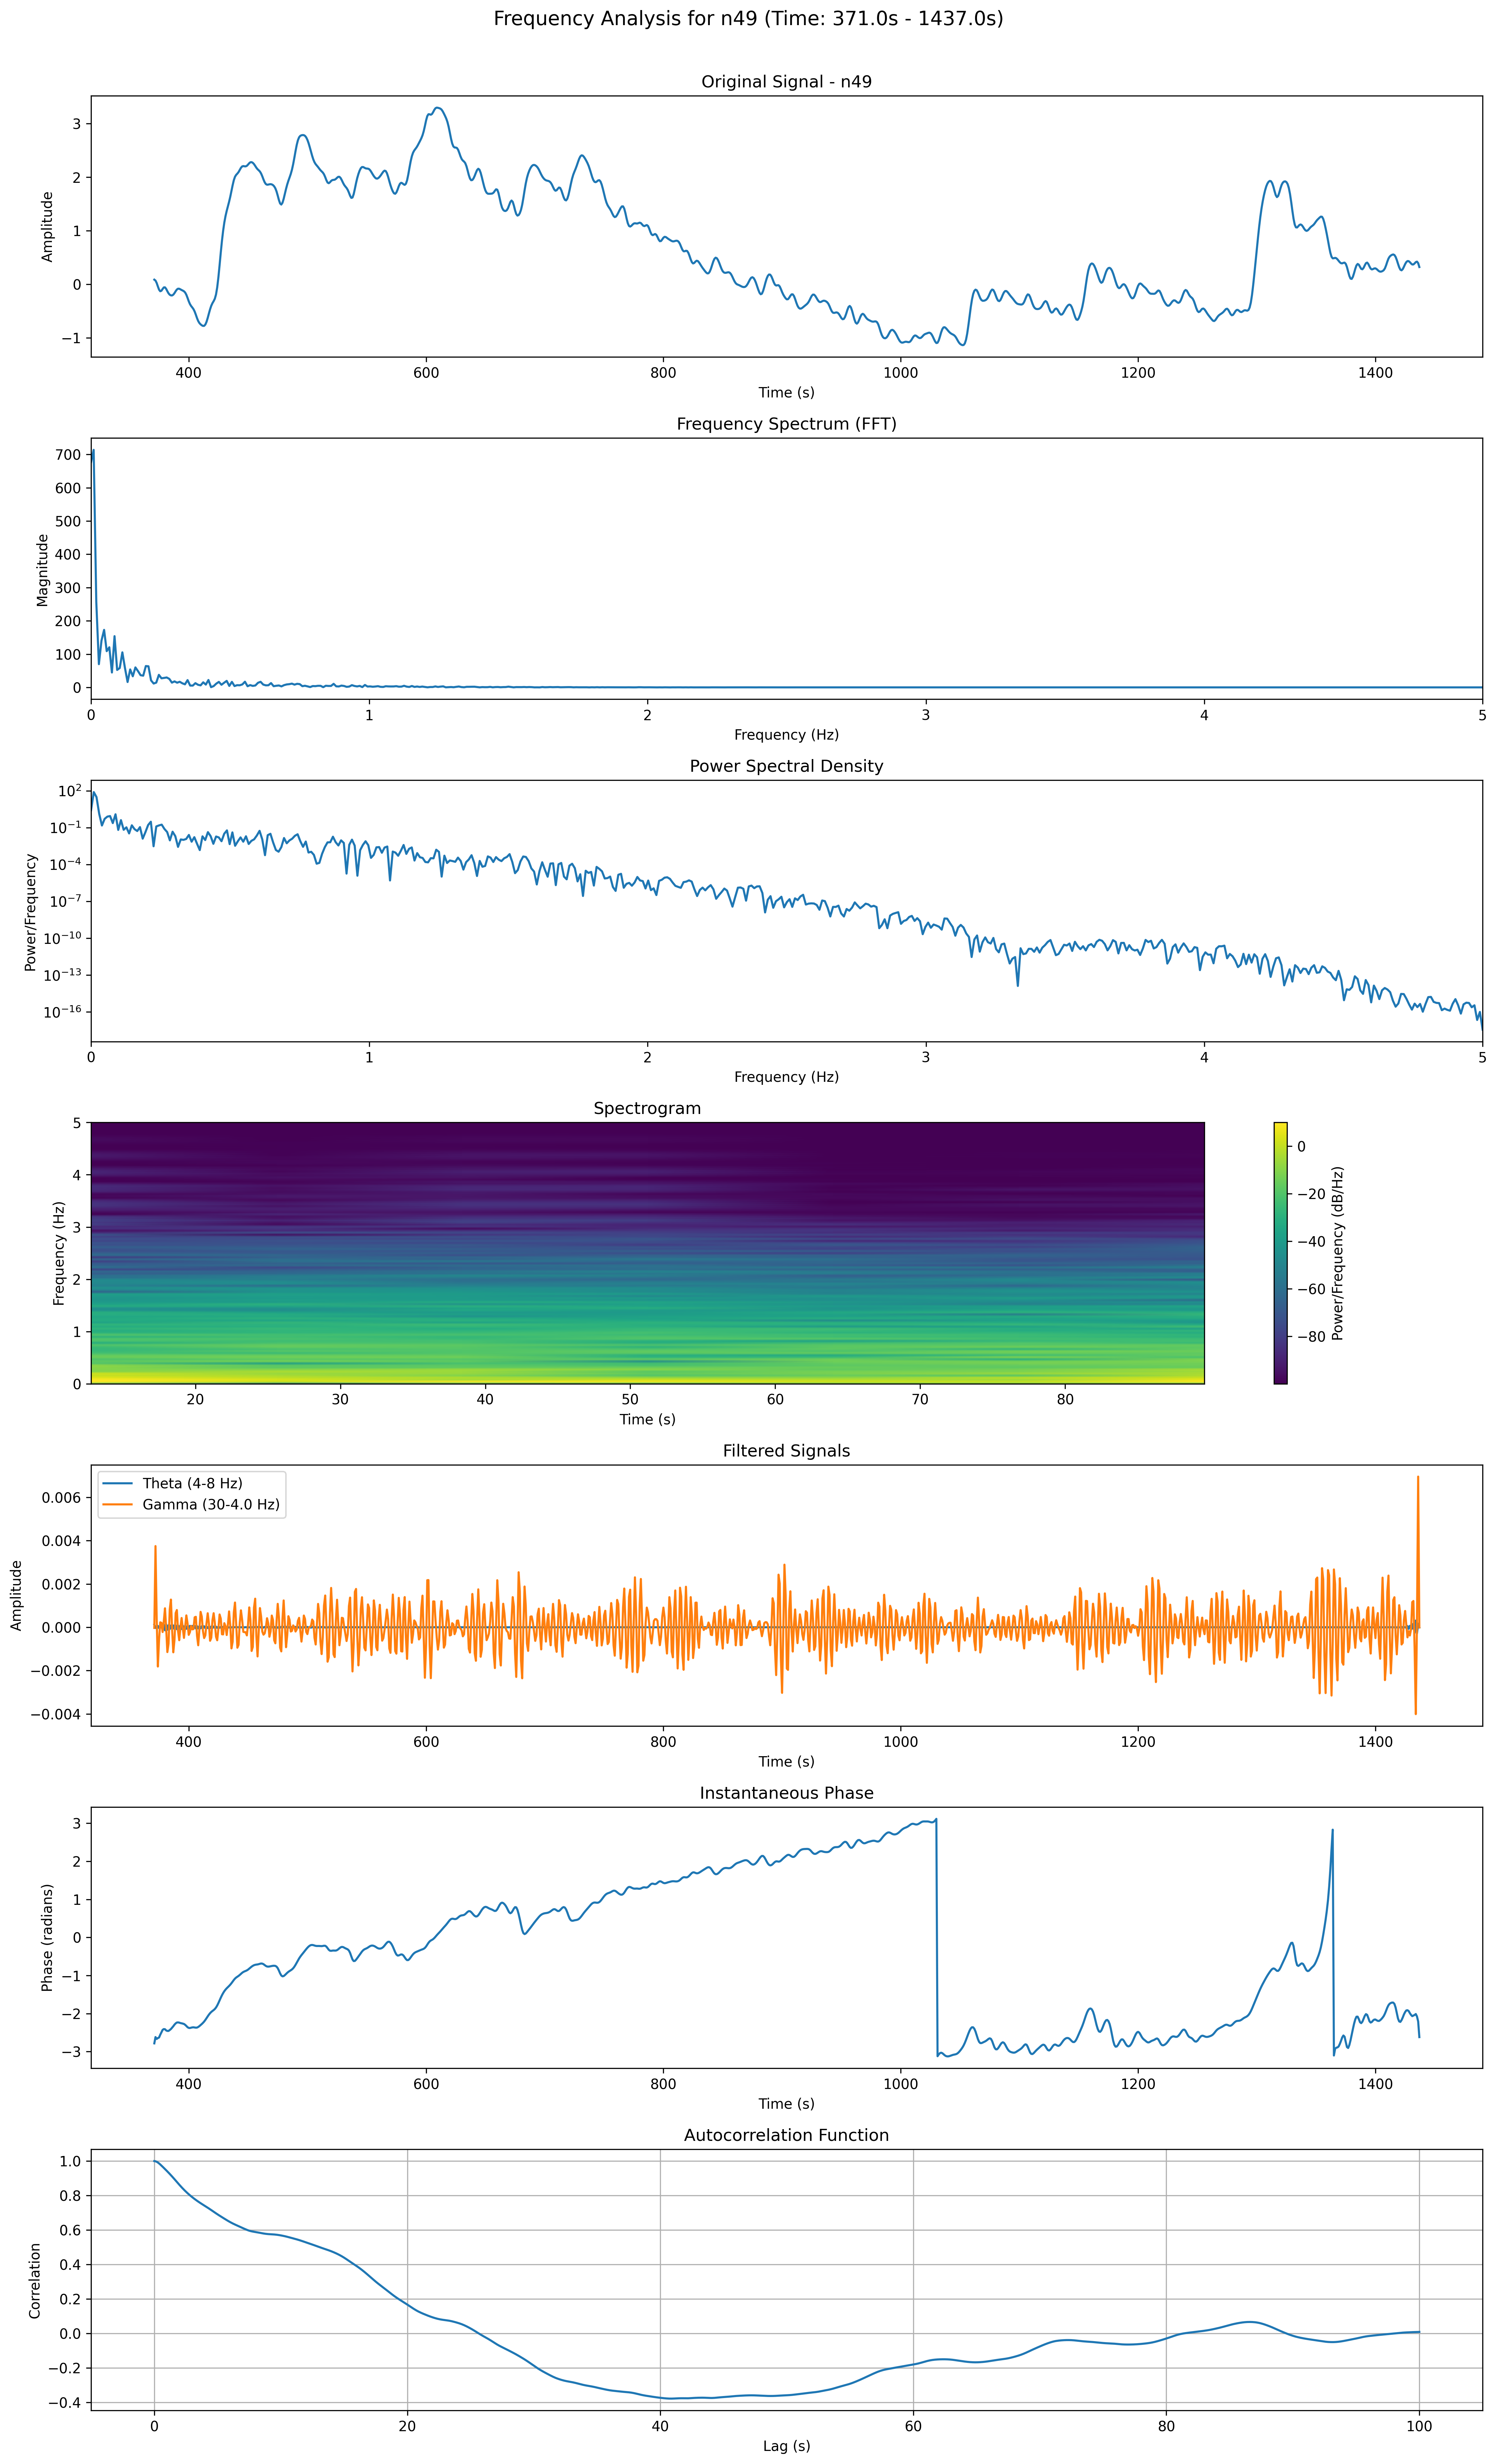 Frequency Analysis for n49 (Time: 371.0s - 1437.0s)
Original Signal - n49
3
2
1
0
−1
Amplitude
400 600 800 1000 1200 1400
Time (s)
Frequency Spectrum (FFT)
700
600
500
400
300
200
100
0
Magnitude
0 1 2 3 4 5
Frequency (Hz)
Power Spectral Density
10²
10⁻¹
10⁻⁴
10⁻⁷
10⁻¹⁰
10⁻¹³
10⁻¹⁶
Power/Frequency
0 1 2 3 4 5
Frequency (Hz)
Spectrogram
5
4
3
2
1
0
Frequency (Hz)
20 30 40 50 60 70 80
Time (s)
0
−20
−40
−60
−80
Power/Frequency (dB/Hz)
Filtered Signals
Theta (4-8 Hz)
Gamma (30-4.0 Hz)
0.006
0.004
0.002
0.000
−0.002
−0.004
Amplitude
400 600 800 1000 1200 1400
Time (s)
Instantaneous Phase
3
2
1
0
−1
−2
−3
Phase (radians)
400 600 800 1000 1200 1400
Time (s)
Autocorrelation Function
1.0
0.8
0.6
0.4
0.2
0.0
−0.2
−0.4
Correlation
0 20 40 60 80 100
Lag (s)